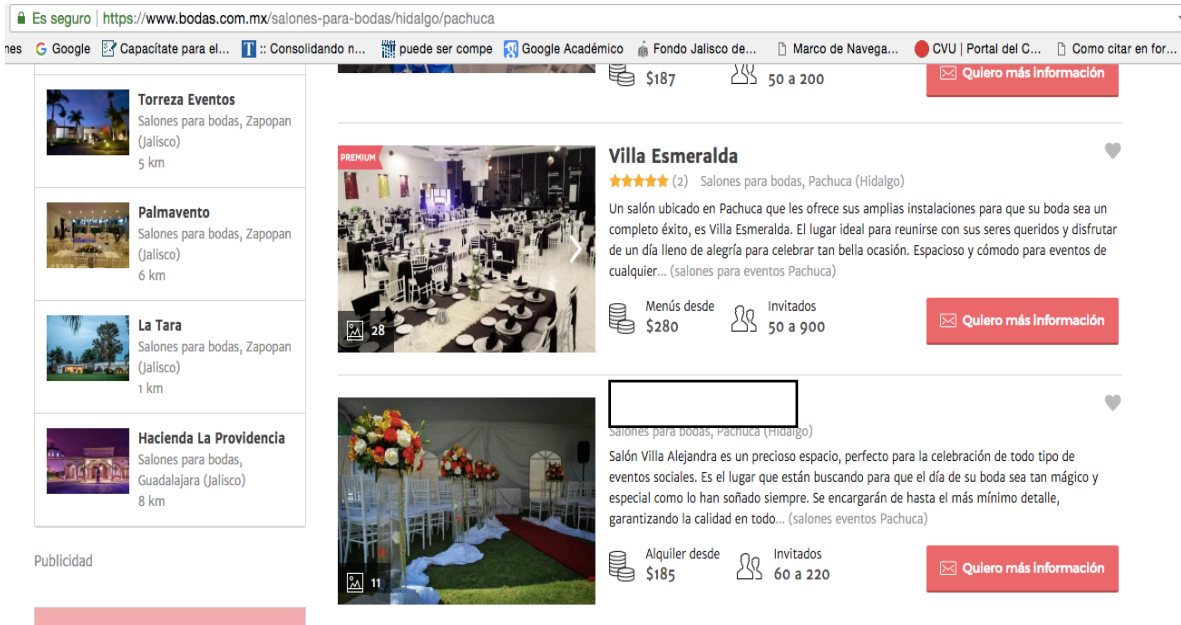 Es seguro | https://www.bodas.com.mx/salones-para-bodas/hidalgo/pachuca
nes Google Capacítate para el... T :: Consolidando n... puede ser compe Google Académico Fondo Jalisco de... Marco de Navega... CVU | Portal del C... Como citar en for...
Torreza Eventos
Salones para bodas, Zapopan
(Jalisco)
5 km
Palmavento
Salones para bodas, Zapopan
(Jalisco)
6 km
La Tara
Salones para bodas, Zapopan
(Jalisco)
1 km
Hacienda La Providencia
Salones para bodas,
Guadalajara (Jalisco)
8 km
Publicidad
$187 50 a 200
Quiero más información
PREMIUM
28
Villa Esmeralda
(2) Salones para bodas, Pachuca (Hidalgo)
Un salón ubicado en Pachuca que les ofrece sus amplias instalaciones para que su boda sea un
completo éxito, es Villa Esmeralda. El lugar ideal para reunirse con sus seres queridos y disfrutar
de un día lleno de alegría para celebrar tan bella ocasión. Espacioso y cómodo para eventos de
cualquier... (salones para eventos Pachuca)
Menús desde Invitados
$280 50 a 900
Quiero más información
11
Salones para bodas, Pachuca (Hidalgo)
Salón Villa Alejandra es un precioso espacio, perfecto para la celebración de todo tipo de
eventos sociales. Es el lugar que están buscando para que el día de su boda sea tan mágico y
especial como lo han soñado siempre. Se encargarán de hasta el más mínimo detalle,
garantizando la calidad en todo... (salones eventos Pachuca)
Alquiler desde Invitados
$185 60 a 220
Quiero más información